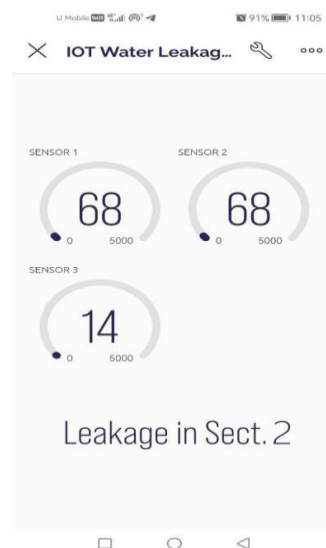 U Mobile
91% 11:05
IOT Water Leakag...
SENSOR 1 SENSOR 2
68 68
0 5000 0 5000
SENSOR 3
14
0 5000
Leakage in Sect. 2